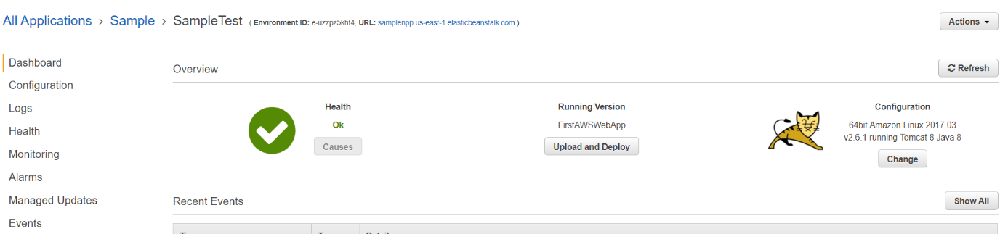 All Applications › Sample › SampleTest ( Environment ID: e-uzzpz5kht4, URL: samplenpp.us-east-1.elasticbeanstalk.com )
Actions
Dashboard
Configuration
Logs
Health
Monitoring
Alarms
Managed Updates
Events
Overview
Refresh
Health
Ok
Causes
Running Version
FirstAWSWebApp
Upload and Deploy
Configuration
64bit Amazon Linux 2017.03
v2.6.1 running Tomcat 8 Java 8
Change
Recent Events
Show All